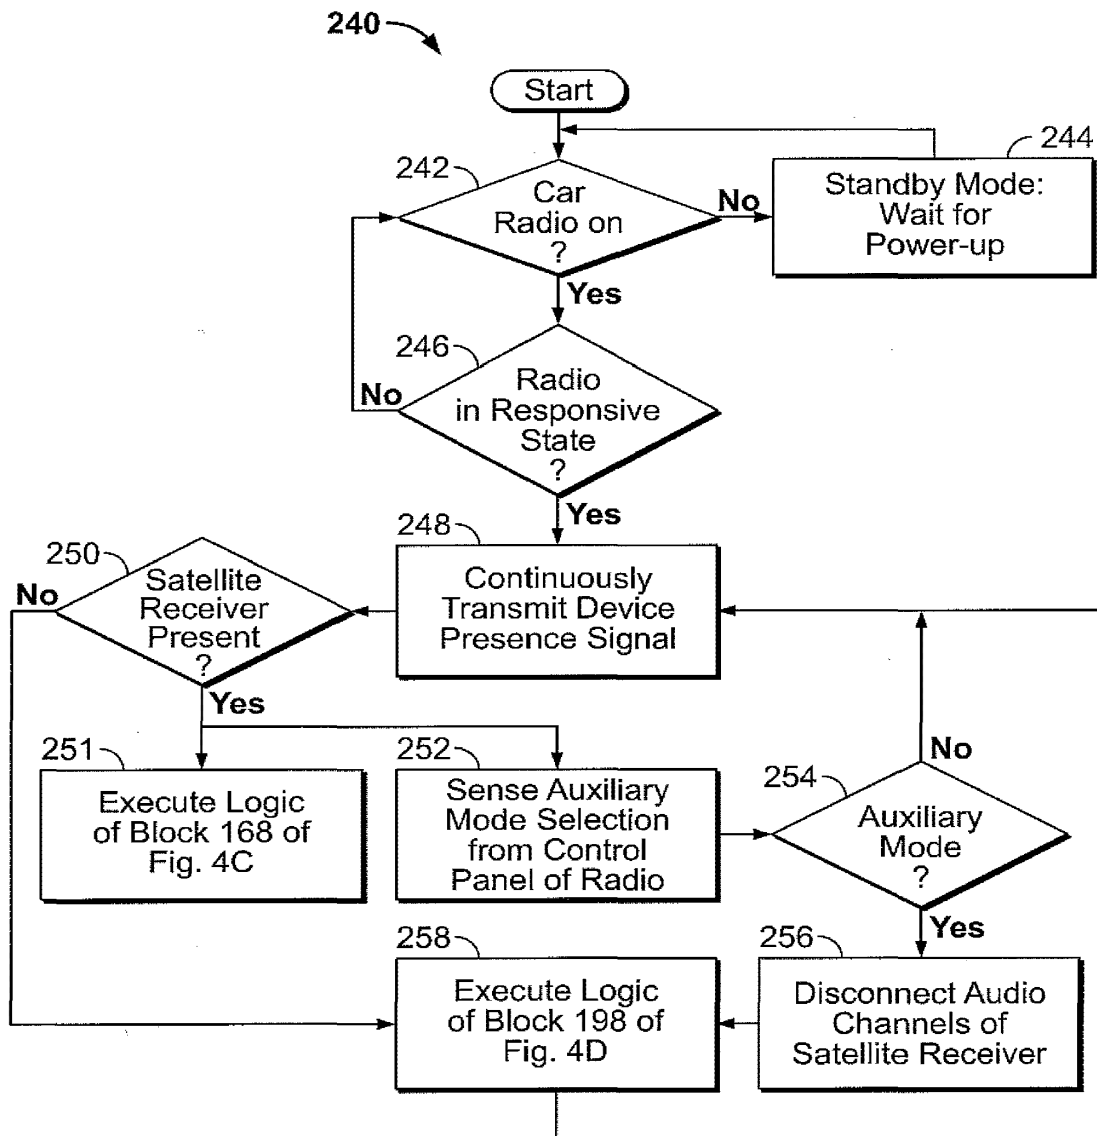 240
Start
242
Car
Radio on
?
No
244
Standby Mode:
Wait for
Power-up
Yes
246
Radio
in Responsive
State
?
No
Yes
248
Continuously
Transmit Device
Presence Signal
250
Satellite
Receiver
Present
?
No
Yes
251
Execute Logic
of Block 168 of
Fig. 4C
252
Sense Auxiliary
Mode Selection
from Control
Panel of Radio
254
Auxiliary
Mode
?
No
Yes
256
Disconnect Audio
Channels of
Satellite Receiver
258
Execute Logic
of Block 198 of
Fig. 4D